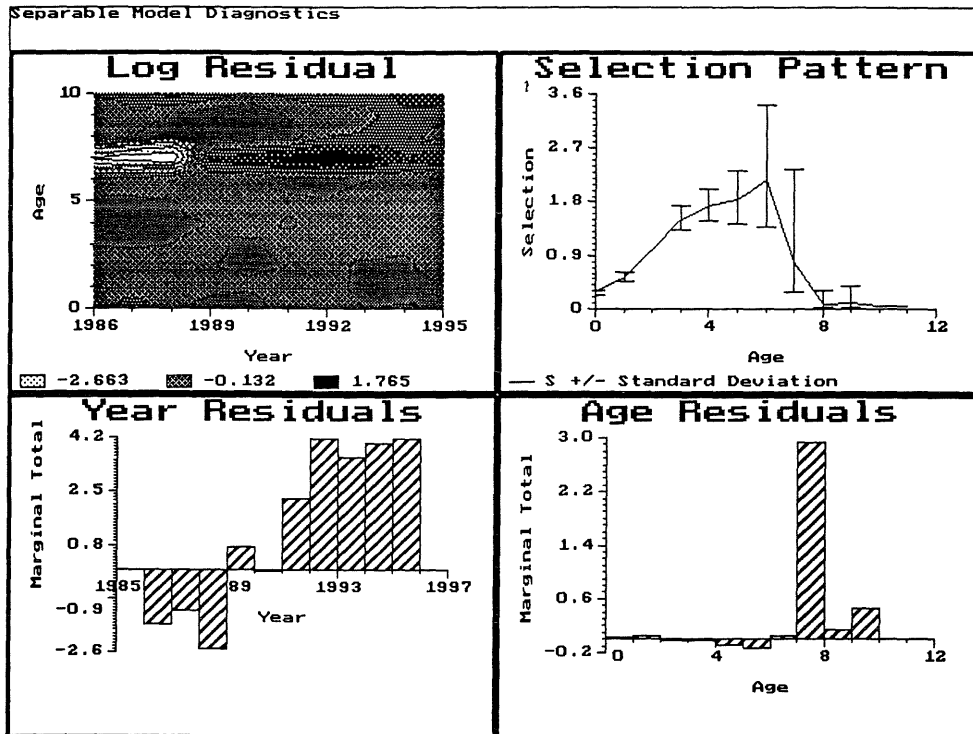 Separable Model Diagnostics
Log Residual
10
5
0
Age
1986 1989 1992 1995
Year
-2.663 -0.132 1.765
Selection Pattern
3.6
2.7
1.8
0.9
0
Selection
0 4 8 12
Age
S +/- Standard Deviation
Year Residuals
4.2
2.5
0.8
-0.9
-2.6
Marginal Total
1985 89 1993 1997
Year
Age Residuals
3.0
2.2
1.4
0.6
-0.2
Marginal Total
0 4 8 12
Age